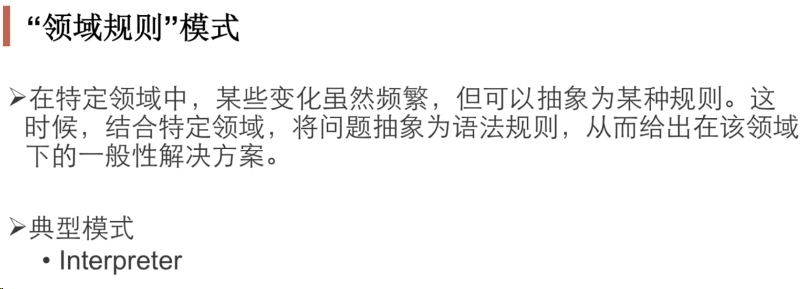 “领域规则”模式
➢在特定领域中，某些变化虽然频繁，但可以抽象为某种规则。这
时候，结合特定领域，将问题抽象为语法规则，从而给出在该领域
下的一般性解决方案。
➢典型模式
• Interpreter